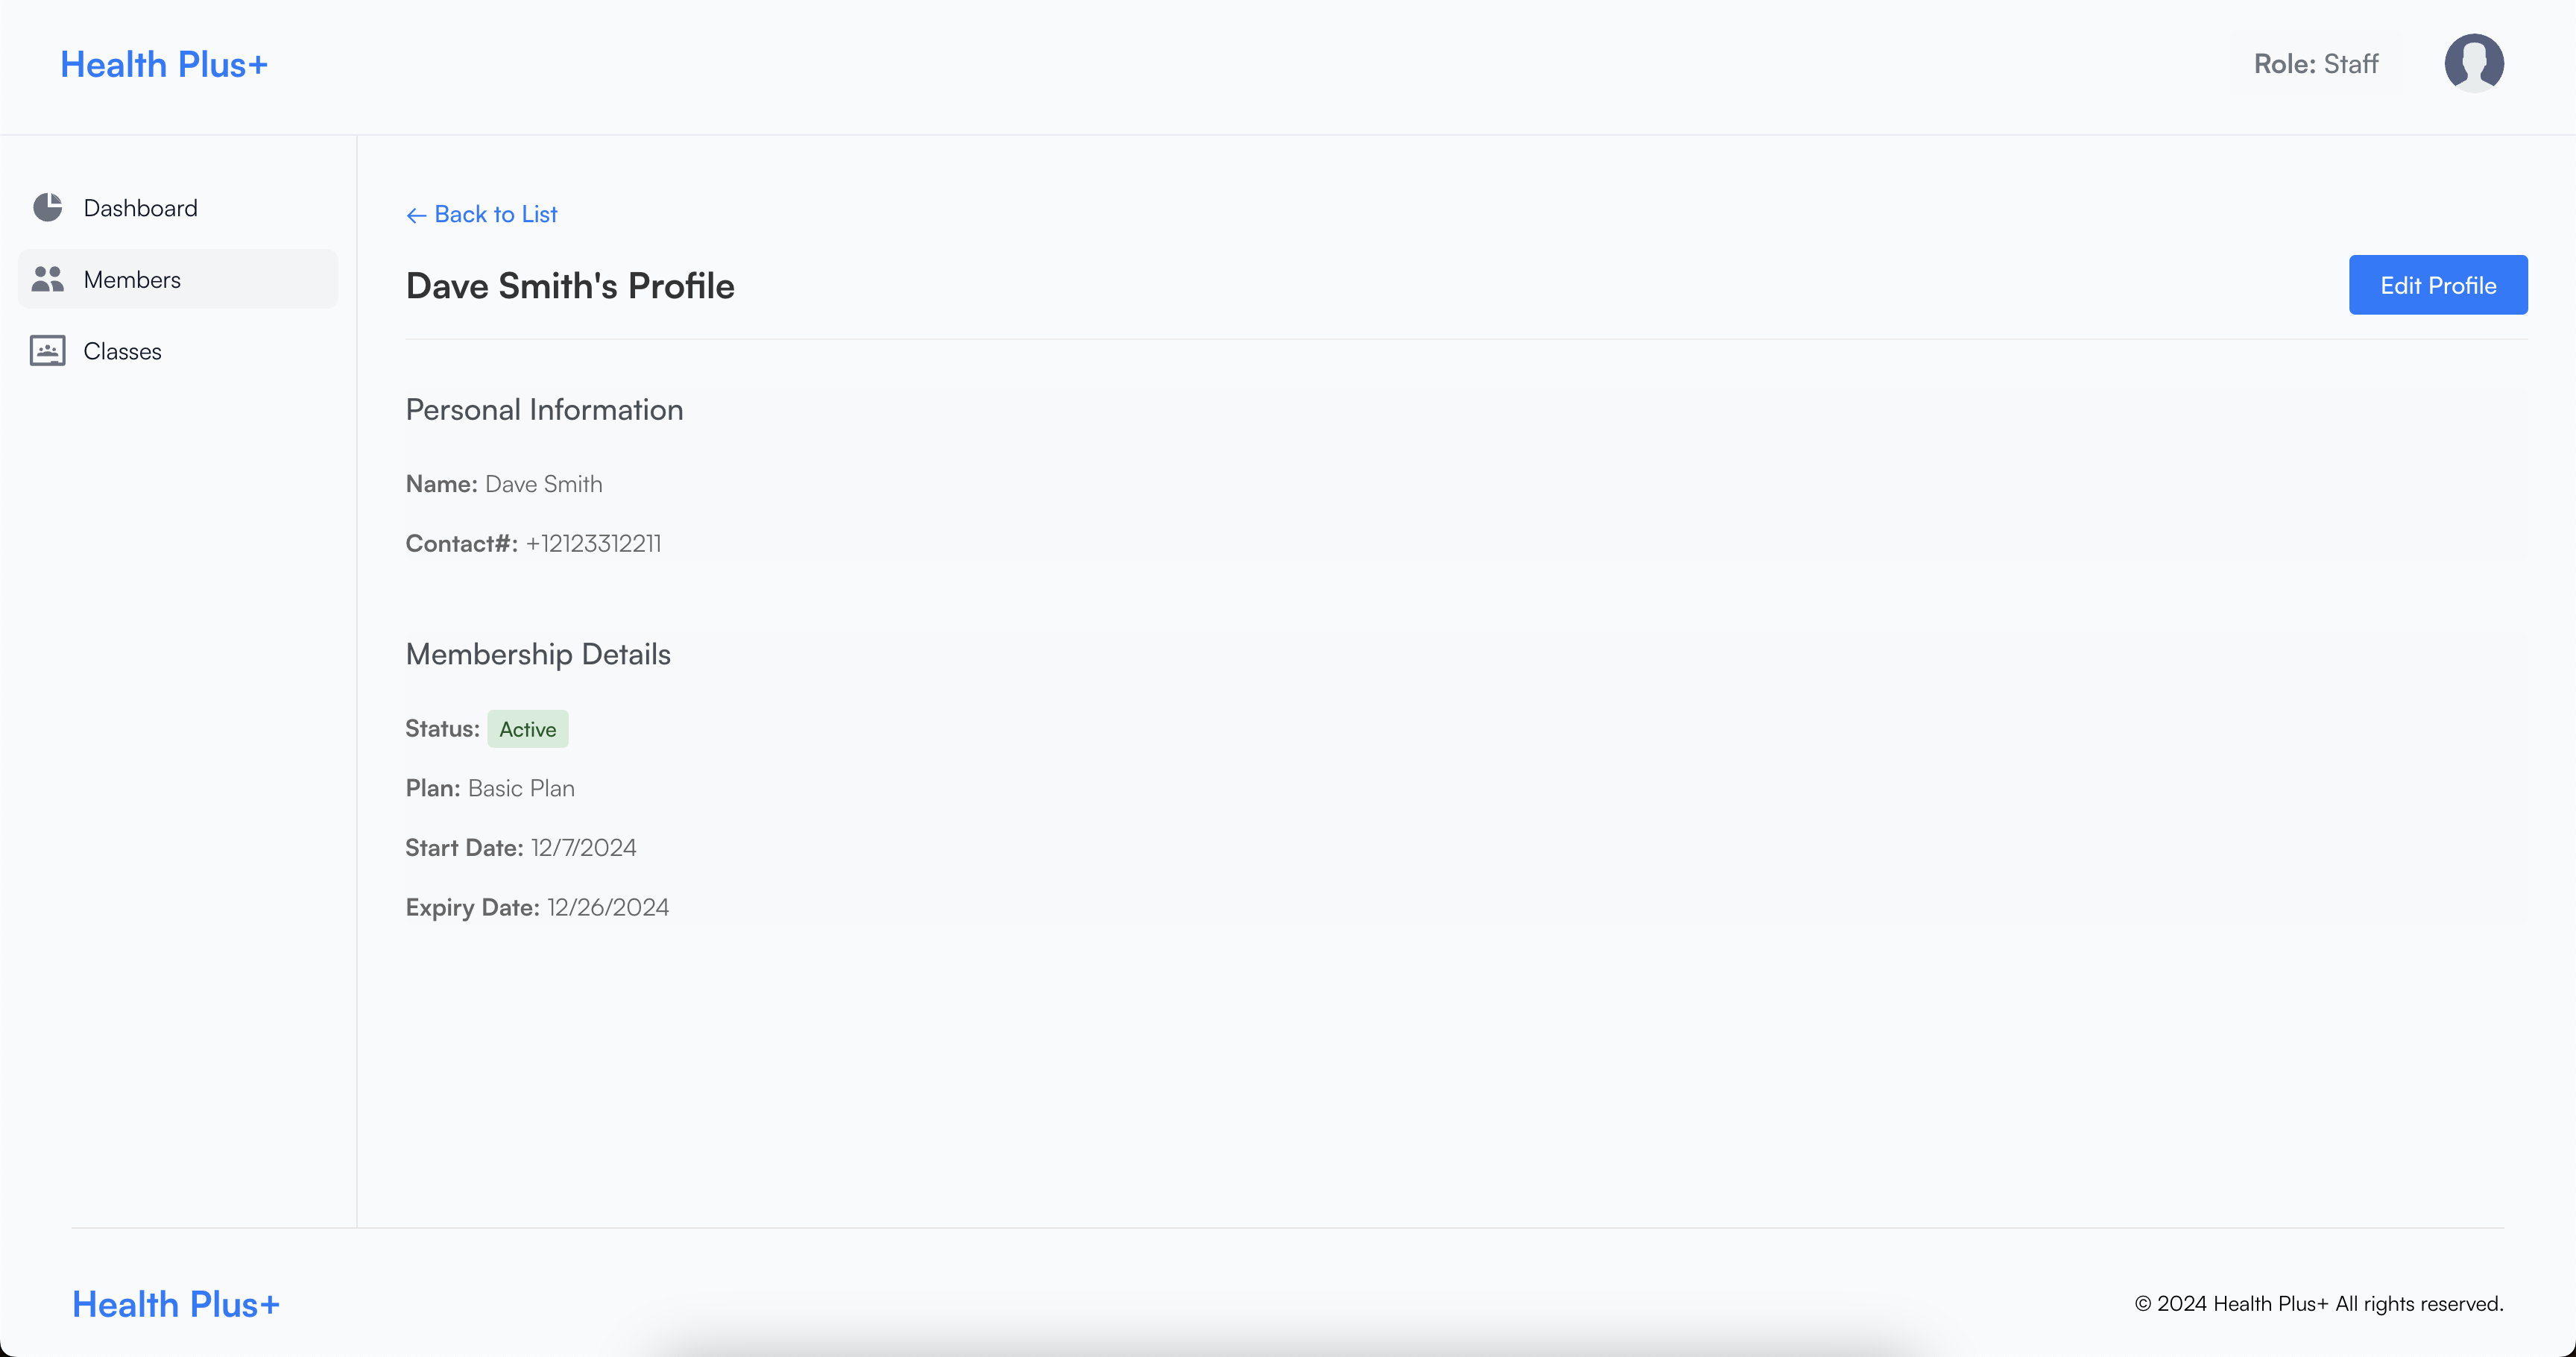 Health Plus+
Role: Staff
Dashboard
Members
Classes
← Back to List
Dave Smith's Profile
Edit Profile
Personal Information
Name: Dave Smith
Contact#: +12123312211
Membership Details
Status: Active
Plan: Basic Plan
Start Date: 12/7/2024
Expiry Date: 12/26/2024
Health Plus+
© 2024 Health Plus+ All rights reserved.